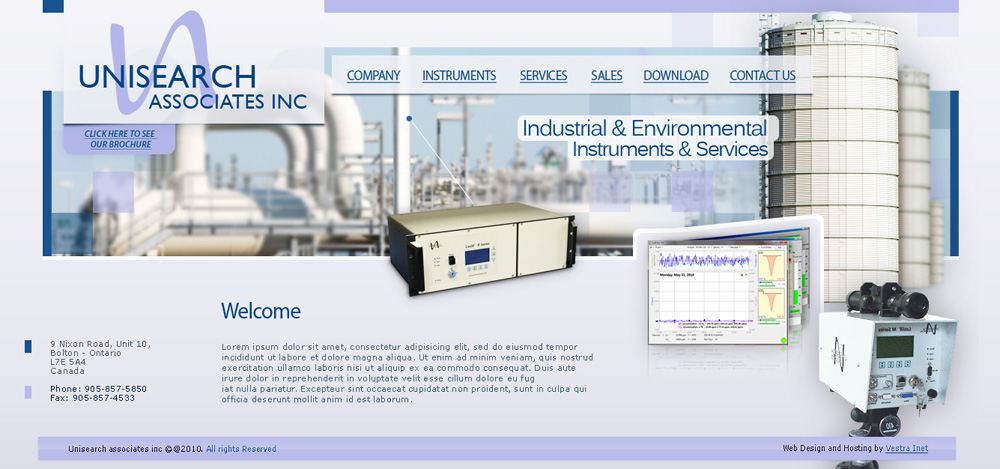 UNISEARCH
ASSOCIATES INC
COMPANY INSTRUMENTS SERVICES SALES DOWNLOAD CONTACT US
CLICK HERE TO SEE
OUR BROCHURE
Industrial & Environmental
Instruments & Services
Monday, May 31, 2010
Welcome
9 Nixon Road, Unit 10,
Bolton - Ontario
L7E 5A4
Canada
Phone: 905-857-5850
Fax: 905-857-4533
Lorem ipsum dolor sit amet, consectetur adipisicing elit, sed do eiusmod tempor
incididunt ut labore et dolore magna aliqua. Ut enim ad minim veniam, quis nostrud
exercitation ullamco laboris nisi ut aliquip ex ea commodo consequat. Duis aute
irure dolor in reprehenderit in voluptate velit esse cillum dolore eu fug
iat nulla pariatur. Excepteur sint occaecat cupidatat non proident, sunt in culpa qui
officia deserunt mollit anim id est laborum.
Unisearch associates inc ©@2010. All rights Reserved
Web Design and Hosting by Vestra Inet